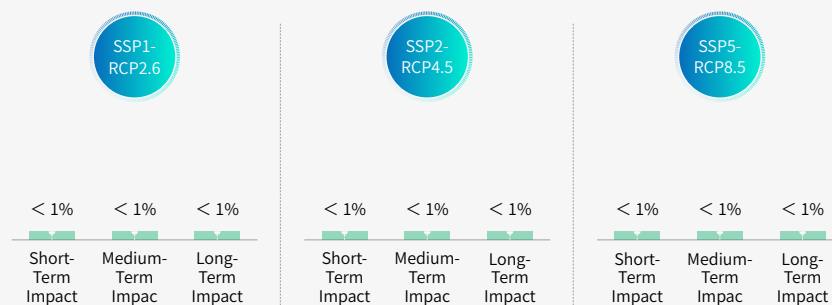 SSP1-
RCP2.6
< 1%
< 1%
< 1%
Short-
Term
Impact
Medium-
Term
Impac
Long-
Term
Impact
SSP2-
RCP4.5
< 1%
< 1%
< 1%
Short-
Term
Impact
Medium-
Term
Impac
Long-
Term
Impact
SSP5-
RCP8.5
< 1%
< 1%
< 1%
Short-
Term
Impact
Medium-
Term
Impac
Long-
Term
Impact